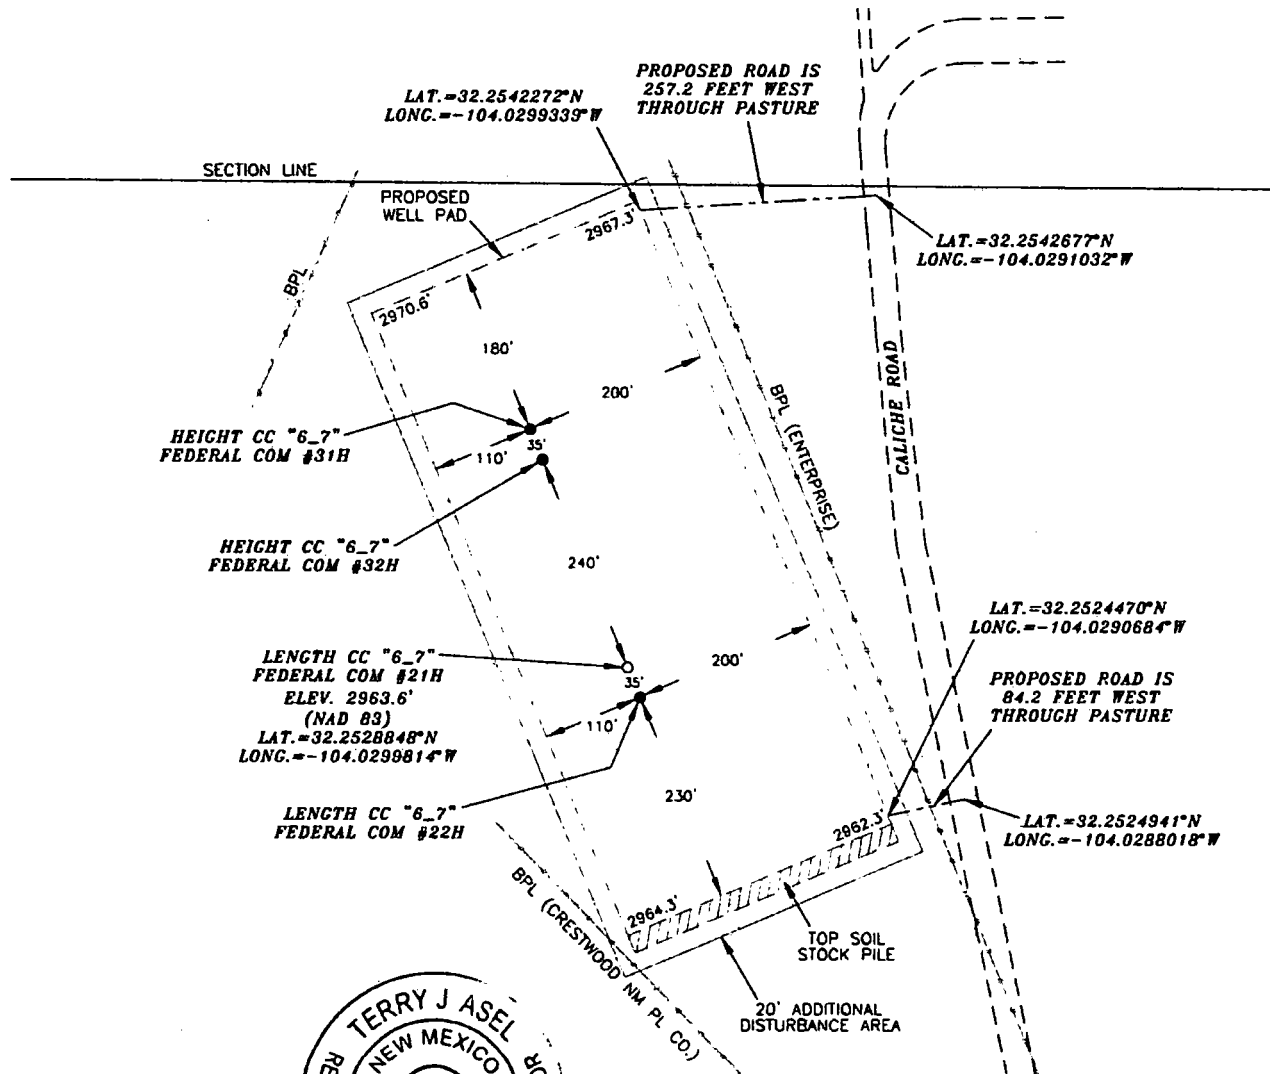 PROPOSED ROAD IS
257.2 FEET WEST
THROUGH PASTURE
LAT.=32.2542272°N
LONG.=-104.0299339°W
SECTION LINE
PROPOSED
WELL PAD
2967.3'
LAT.=32.2542677°N
LONG.=-104.0291032°W
BPL
2970.6'
180'
200'
CALICHE ROAD
BPL (ENTERPRISE)
HEIGHT CC "6_7"
FEDERAL COM #31H
35'
110'
HEIGHT CC "6_7"
FEDERAL COM #32H
240'
LAT.=32.2524470°N
LONG.=-104.0290684°W
LENGTH CC "6_7"
FEDERAL COM #21H
ELEV. 2963.6'
(NAD 83)
LAT.=32.2528848°N
LONG.=-104.0299814°W
200'
35'
110'
PROPOSED ROAD IS
84.2 FEET WEST
THROUGH PASTURE
LENGTH CC "6_7"
FEDERAL COM #22H
230'
2962.3'
LAT.=32.2524941°N
LONG.=-104.0288018°W
2964.3'
BPL (CRESTWOOD NM PL CO.)
TOP SOIL
STOCK PILE
20' ADDITIONAL
DISTURBANCE AREA
TERRY J ASEL
NEW MEXICO